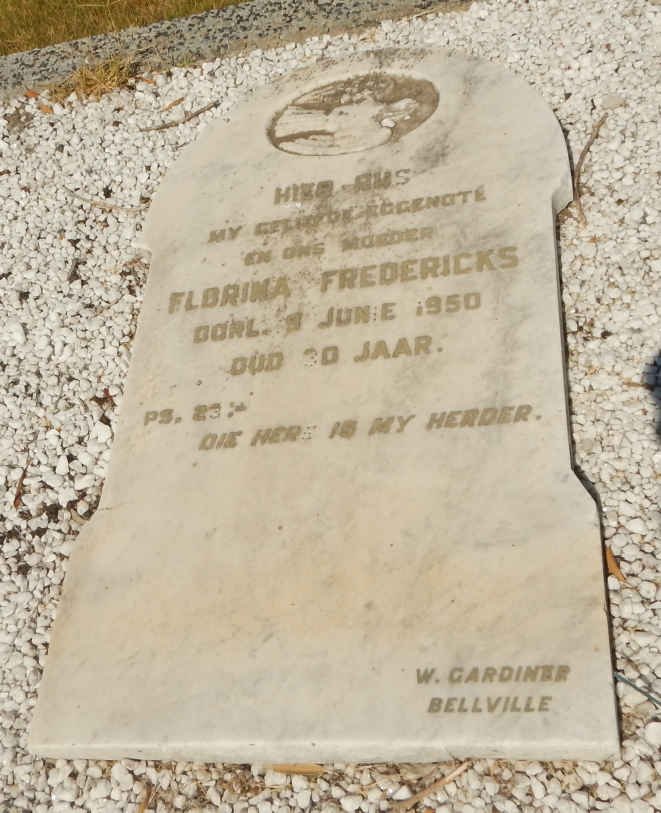 HIER RUS
MY GELIEFDE EGGENOTE
EN ONS MOEDER
FLORINA FREDERICKS
OORL. 9 JUNIE 1950
OUD JAAR.
PS. 23:-
DIE HERE IS MY HERDER.
W. GARDINER
BELLVILLE